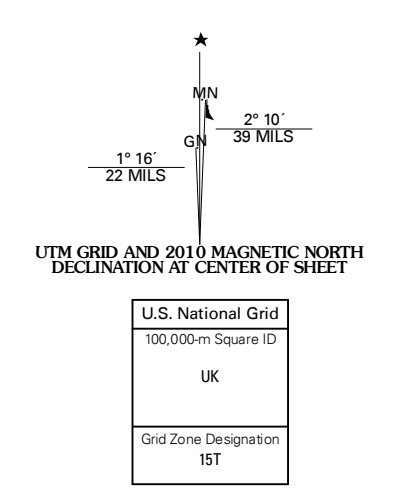 MN
2° 10´
39 MILS
GN
1° 16´
22 MILS
UTM GRID AND 2010 MAGNETIC NORTH
DECLINATION AT CENTER OF SHEET
U.S. National Grid
100,000-m Square ID
UK
Grid Zone Designation
15T